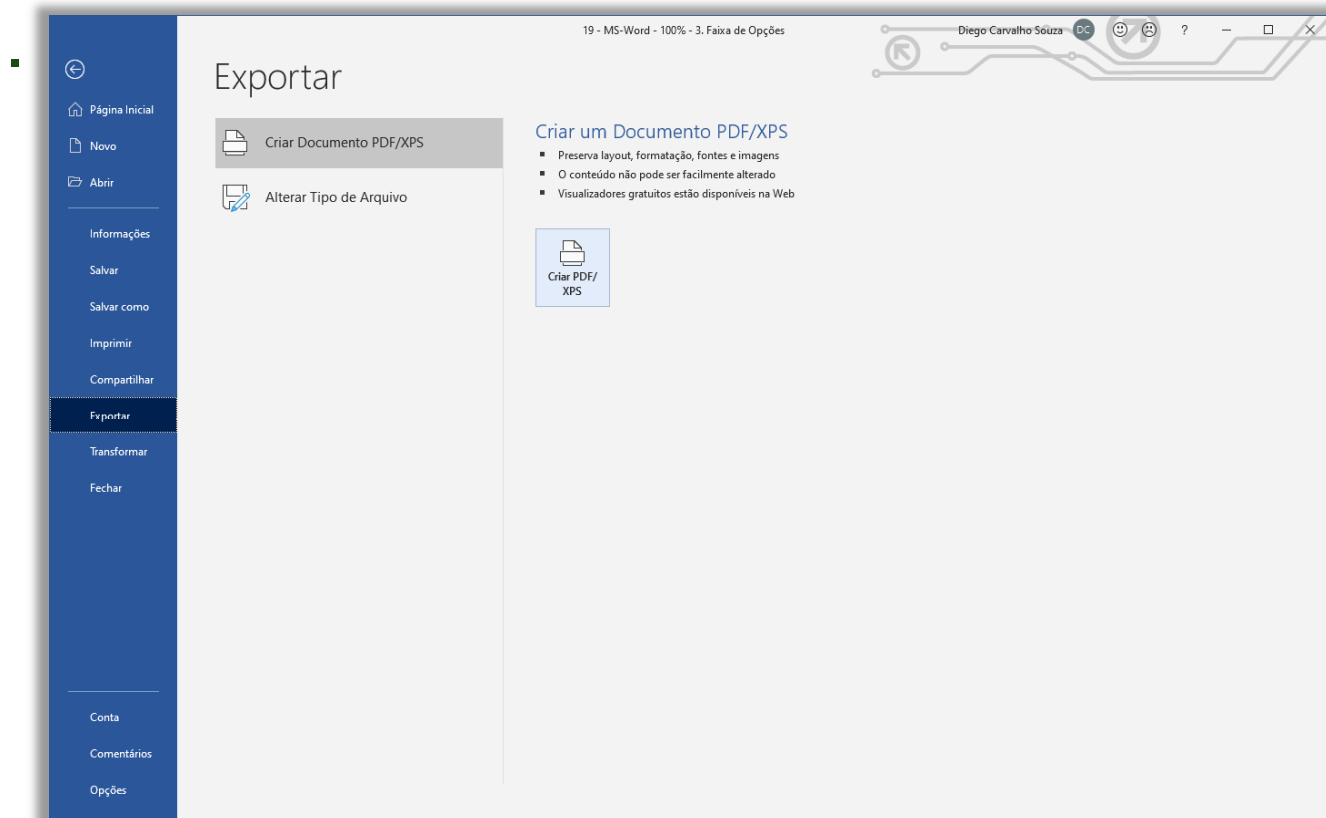 19 - MS-Word - 100% - 3. Faixa de Opções
Diego Carvalho Souza
DC
?
Exportar
Página Inicial
Novo
Abrir
Informações
Salvar
Salvar como
Imprimir
Compartilhar
Exportar
Transformar
Fechar
Conta
Comentários
Opções
Criar Documento PDF/XPS
Alterar Tipo de Arquivo
Criar um Documento PDF/XPS
Preserva layout, formatação, fontes e imagens
O conteúdo não pode ser facilmente alterado
Visualizadores gratuitos estão disponíveis na Web
Criar PDF/
XPS